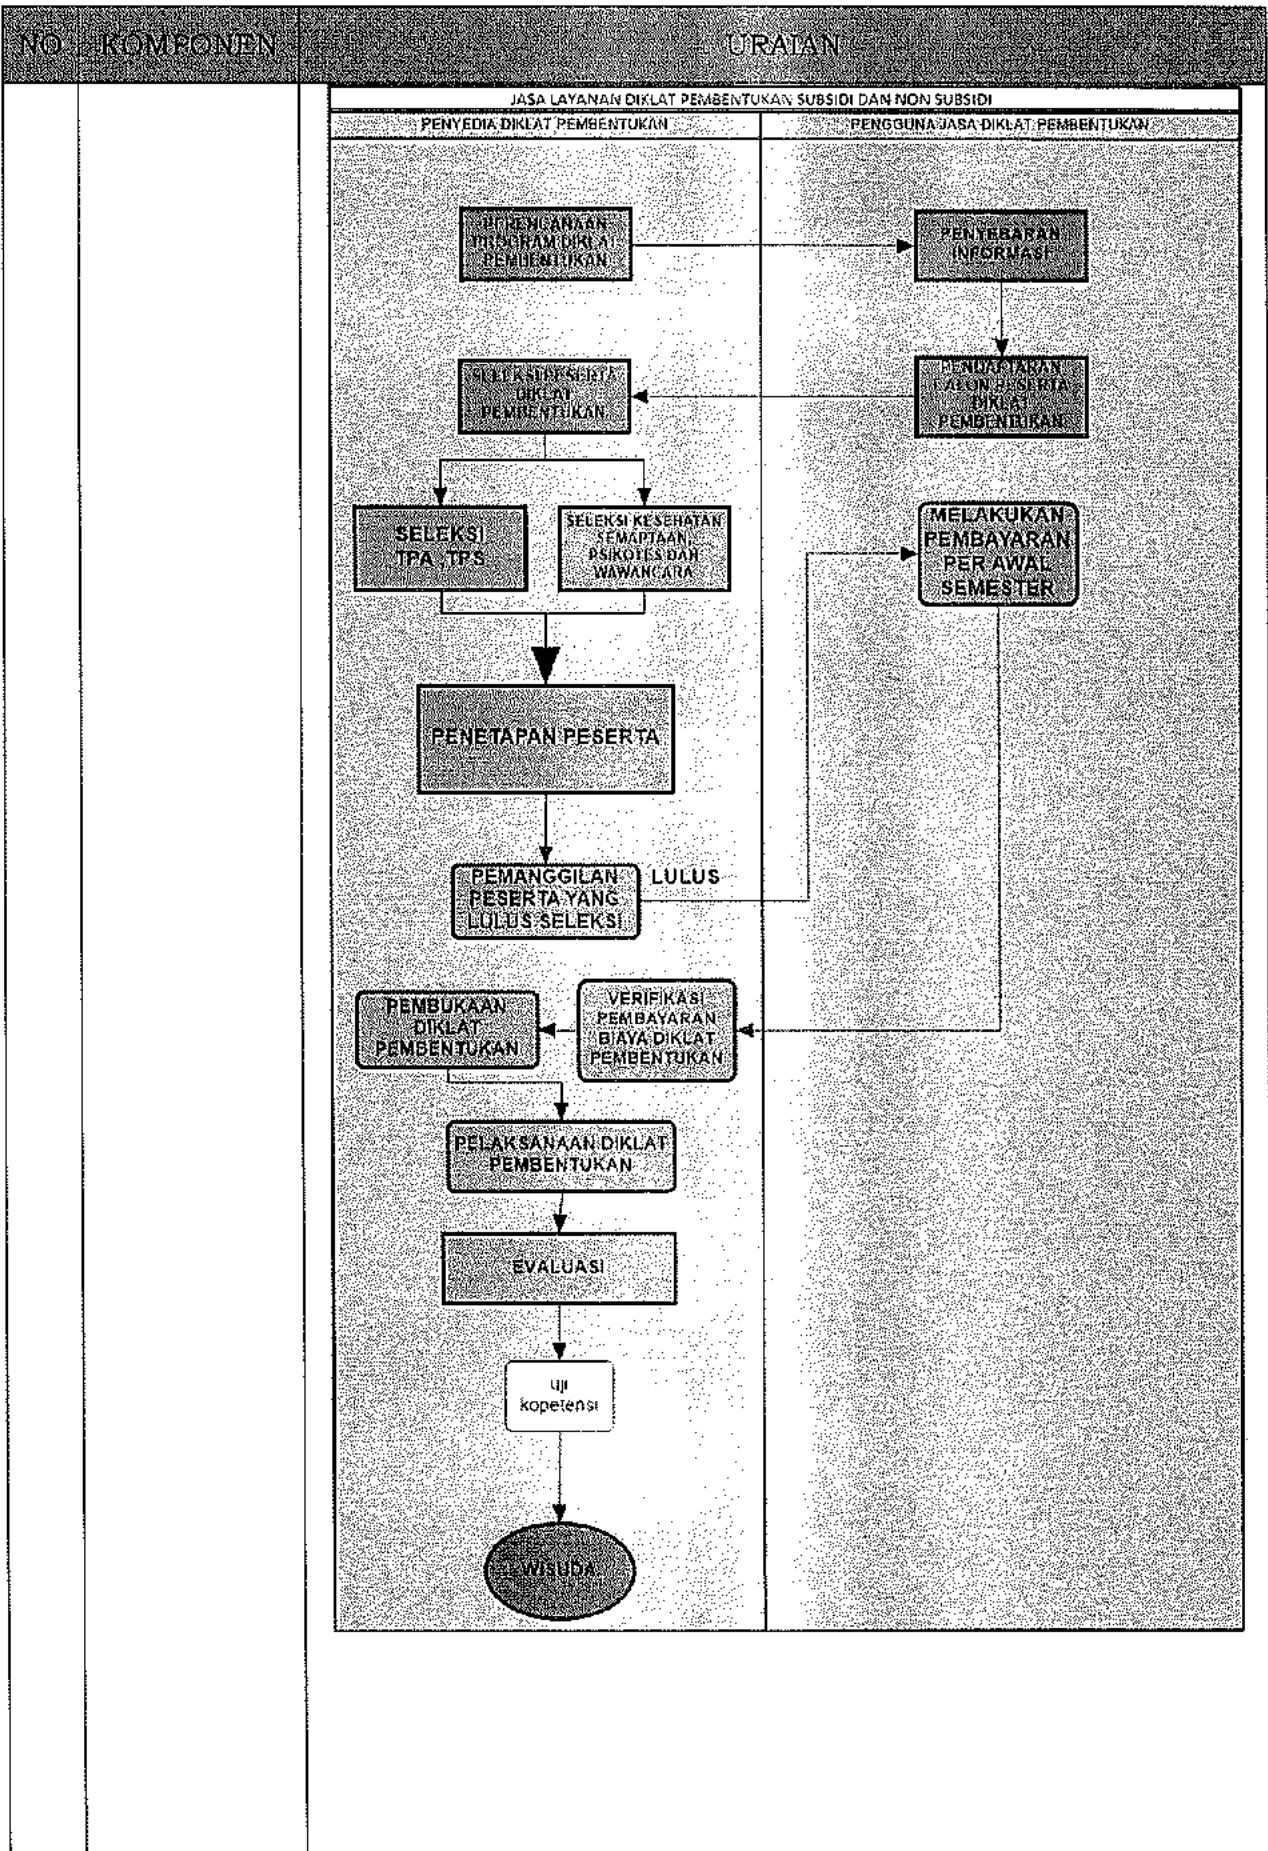 NO KOMPONEN URAIAN
JASA LAYANAN DIKLAT PEMBENTUKAN SUBSIDI DAN NON SUBSIDI
PENYEDIA DIKLAT PEMBENTUKAN
PENGGUNA JASA DIKLAT PEMBENTUKAN
PERENCANAAN
PROGRAM DIKLAT
PEMBENTUKAN
PENYEBARAN
INFORMASI
PENDAFTARAN
CALON PESERTA
DIKLAT
PEMBENTUKAN
SELEKSI PESERTA
DIKLAT
PEMBENTUKAN
SELEKSI
TPA ,TPS
SELEKSI KESEHATAN
SEMAPTAAN,
PSIKOTES DAN
WAWANCARA
MELAKUKAN
PEMBAYARAN
PER AWAL
SEMESTER
PENETAPAN PESERTA
PEMANGGILAN
PESERTA YANG
LULUS SELEKSI
LULUS
PEMBUKAAN
DIKLAT
PEMBENTUKAN
VERIFIKASI
PEMBAYARAN
BIAYA DIKLAT
PEMBENTUKAN
PELAKSANAAN DIKLAT
PEMBENTUKAN
EVALUASI
uji
kopetensi
WISUDA